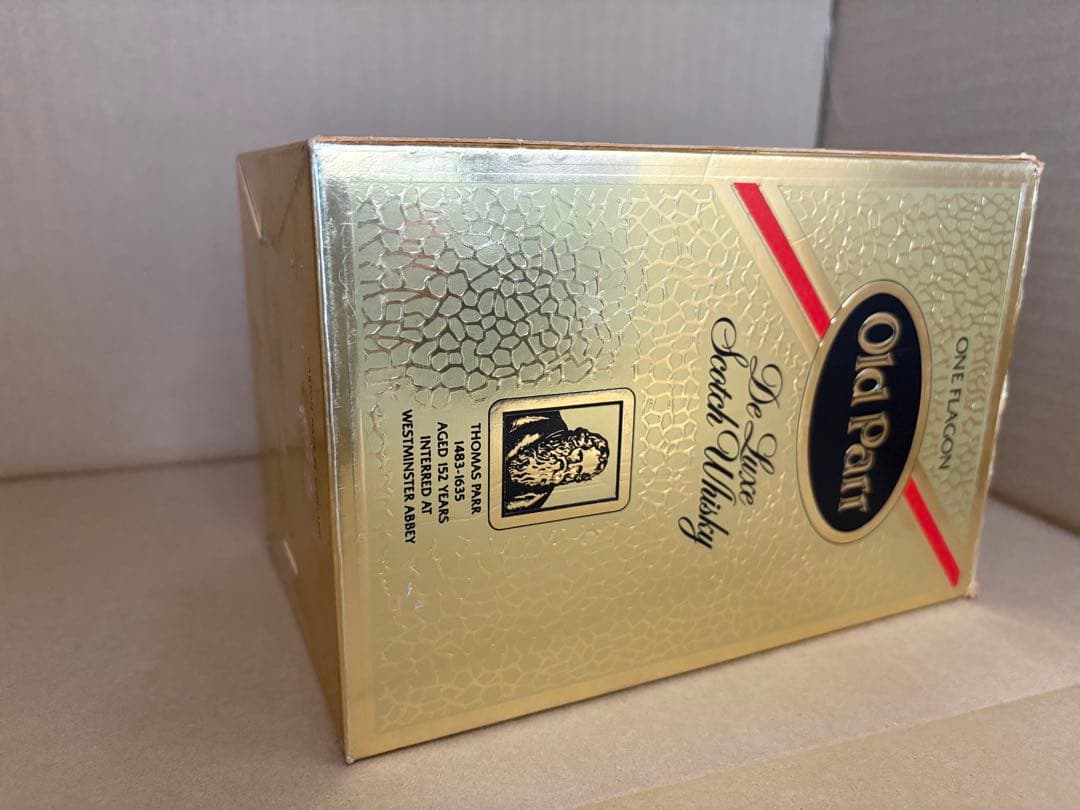 ONE FLAGON
Old Parr
De Luxe
Scotch Whisky
THOMAS PARR
1483-1635
AGED 152 YEARS
INTERRED AT
WESTMINSTER ABBEY